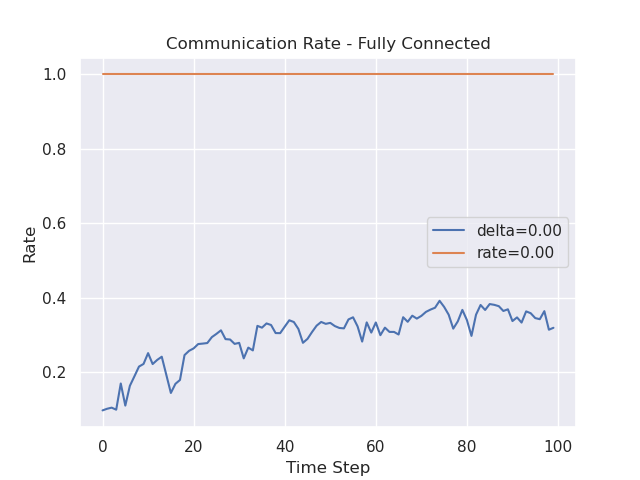 Communication Rate - Fully Connected
1.0
0.8
0.6
0.4
0.2
Rate
delta=0.00
rate=0.00
0 20 40 60 80 100
Time Step